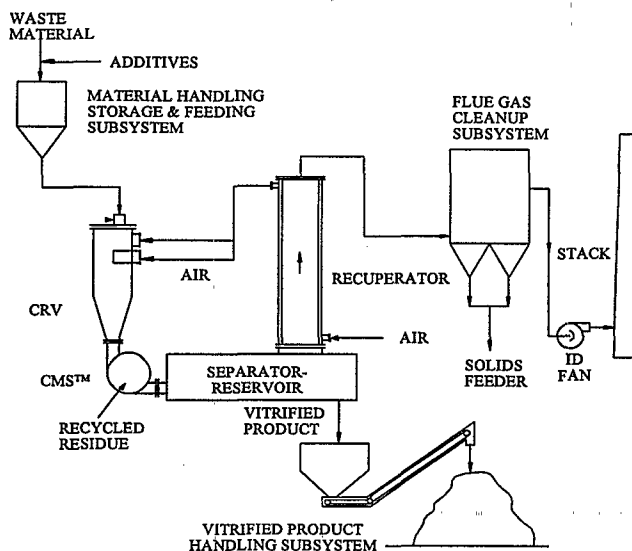 WASTE
MATERIAL
ADDITIVES
MATERIAL HANDLING
STORAGE & FEEDING
SUBSYSTEM
FLUE GAS
CLEANUP
SUBSYSTEM
AIR
STACK
RECUPERATOR
CRV
AIR
SOLIDS
FEEDER
ID
FAN
CMS™
SEPARATOR-
RESERVOIR
RECYCLED
RESIDUE
VITRIFIED
PRODUCT
VITRIFIED PRODUCT
HANDLING SUBSYSTEM